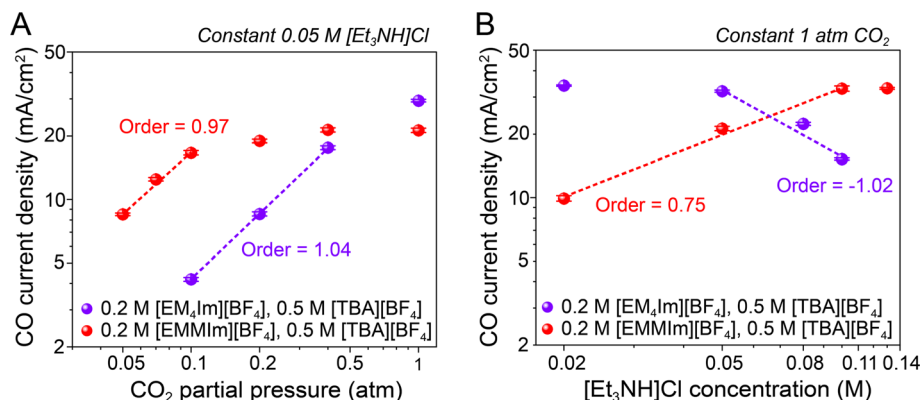 A
Constant 0.05 M [Et₃NH]Cl
CO current density (mA/cm²)
50
20
10
5
2
Order = 0.97
Order = 1.04
0.2 M [EM₄Im][BF₄], 0.5 M [TBA][BF₄]
0.2 M [EMMIm][BF₄], 0.5 M [TBA][BF₄]
0.05
0.1
0.2
0.5
1
CO₂ partial pressure (atm)
B
Constant 1 atm CO₂
CO current density (mA/cm²)
50
20
10
5
2
Order = -1.02
Order = 0.75
0.2 M [EM₄Im][BF₄], 0.5 M [TBA][BF₄]
0.2 M [EMMIm][BF₄], 0.5 M [TBA][BF₄]
0.02
0.05
0.08
0.11
0.14
[Et₃NH]Cl concentration (M)